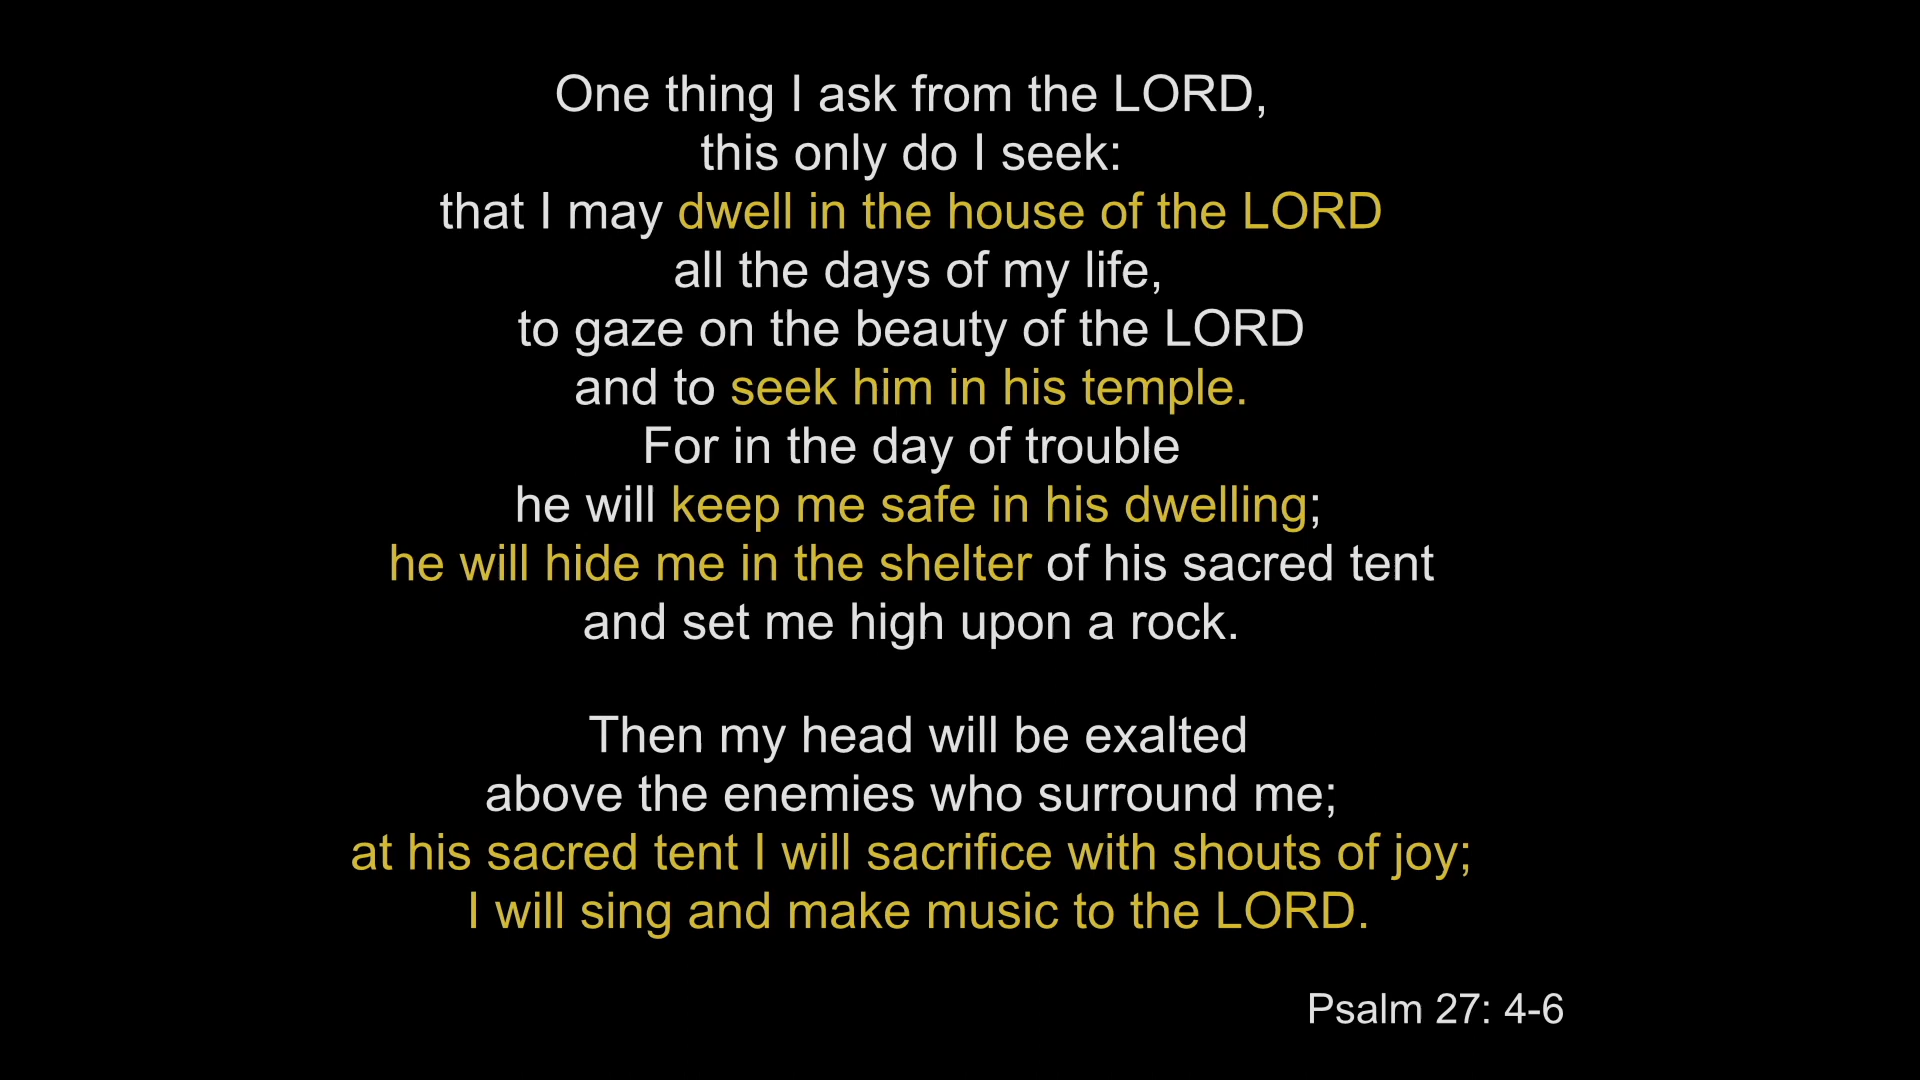 One thing I ask from the LORD,
this only do I seek:
that I may dwell in the house of the LORD
all the days of my life,
to gaze on the beauty of the LORD
and to seek him in his temple.
For in the day of trouble
he will keep me safe in his dwelling;
he will hide me in the shelter of his sacred tent
and set me high upon a rock.
Then my head will be exalted
above the enemies who surround me;
at his sacred tent I will sacrifice with shouts of joy;
I will sing and make music to the LORD.
Psalm 27: 4-6